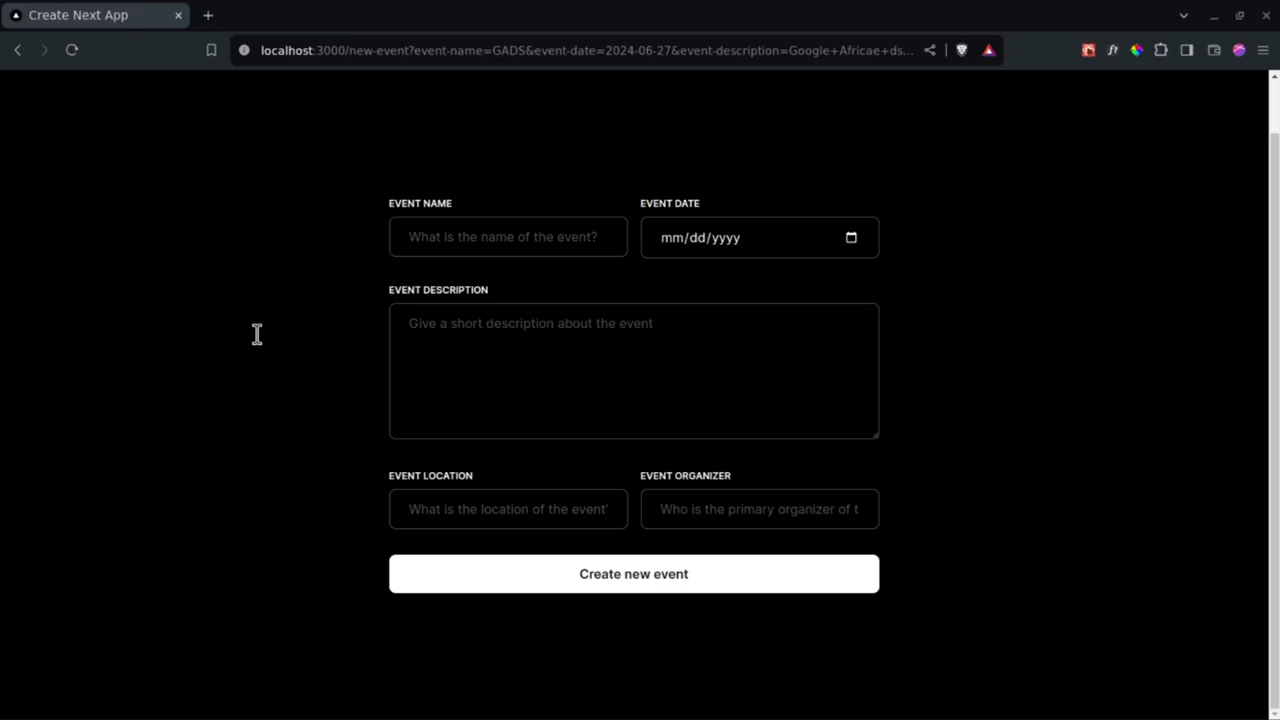 Create Next App
localhost:3000/new-event?event-name=GADS&event-date=2024-06-27&event-description=Google+Africae+ds...
EVENT NAME
EVENT DATE
What is the name of the event?
mm/dd/yyyy
EVENT DESCRIPTION
Give a short description about the event
EVENT LOCATION
EVENT ORGANIZER
What is the location of the event'
Who is the primary organizer of t
Create new event